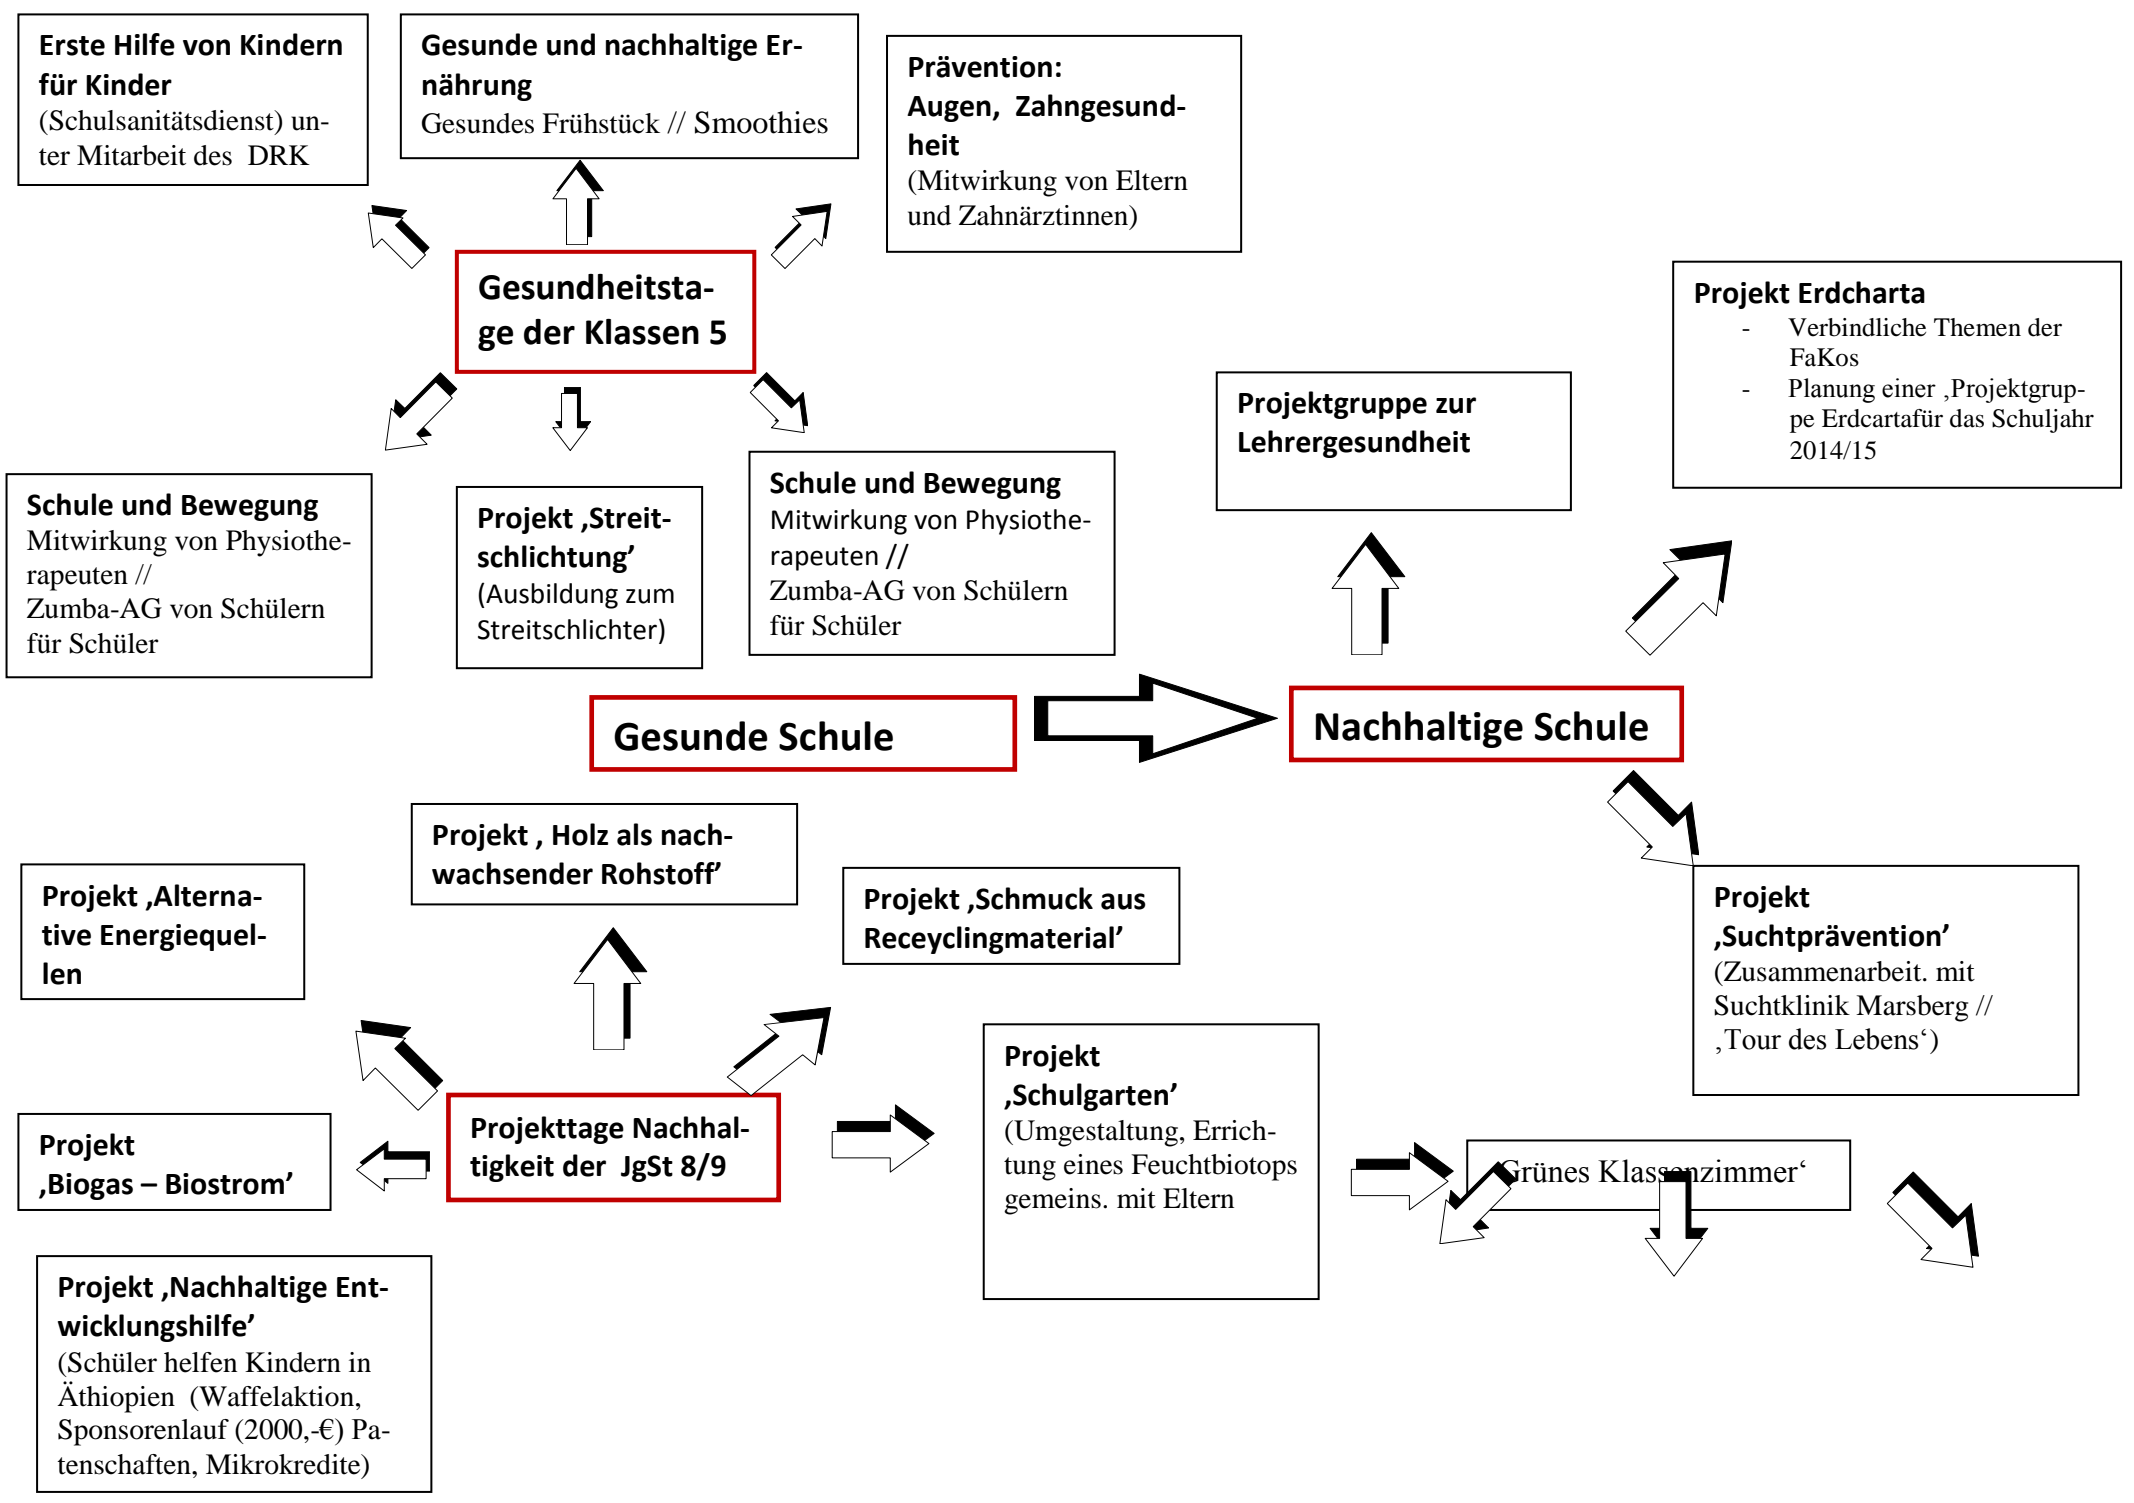 Erste Hilfe von Kindern
für Kinder
(Schulsanitätsdienst) un-
ter Mitarbeit des  DRK
Gesunde und nachhaltige Er-
nährung
Gesundes Frühstück // Smoothies
Prävention:
Augen,  Zahngesund-
heit
(Mitwirkung von Eltern
und Zahnärztinnen)
Gesundheitsta-
ge der Klassen 5
Projekt Erdcharta
- Verbindliche Themen der
FaKos
- Planung einer ‚Projektgrup-
pe Erdcartafür das Schuljahr
2014/15
Projektgruppe zur
Lehrergesundheit
Schule und Bewegung
Mitwirkung von Physiothe-
rapeuten //
Zumba-AG von Schülern
für Schüler
Projekt ‚Streit-
schlichtung’
(Ausbildung zum
Streitschlichter)
Schule und Bewegung
Mitwirkung von Physiothe-
rapeuten //
Zumba-AG von Schülern
für Schüler
Gesunde Schule
Nachhaltige Schule
Projekt ‚ Holz als nach-
wachsender Rohstoff’
Projekt ‚Alterna-
tive Energiequel-
len
Projekt ‚Schmuck aus
Receyclingmaterial’
Projekt
‚Suchtprävention’
(Zusammenarbeit. mit
Suchtklinik Marsberg //
‚Tour des Lebens‘)
Projekt
‚Schulgarten’
(Umgestaltung, Errich-
tung eines Feuchtbiotops
gemeins. mit Eltern
Projekttage Nachhal-
tigkeit der  JgSt 8/9
Projekt
‚Biogas – Biostrom’
Grünes Klassenzimmer‘
Projekt ‚Nachhaltige Ent-
wicklungshilfe’
(Schüler helfen Kindern in
Äthiopien  (Waffelaktion,
Sponsorenlauf (2000,-€) Pa-
tenschaften, Mikrokredite)